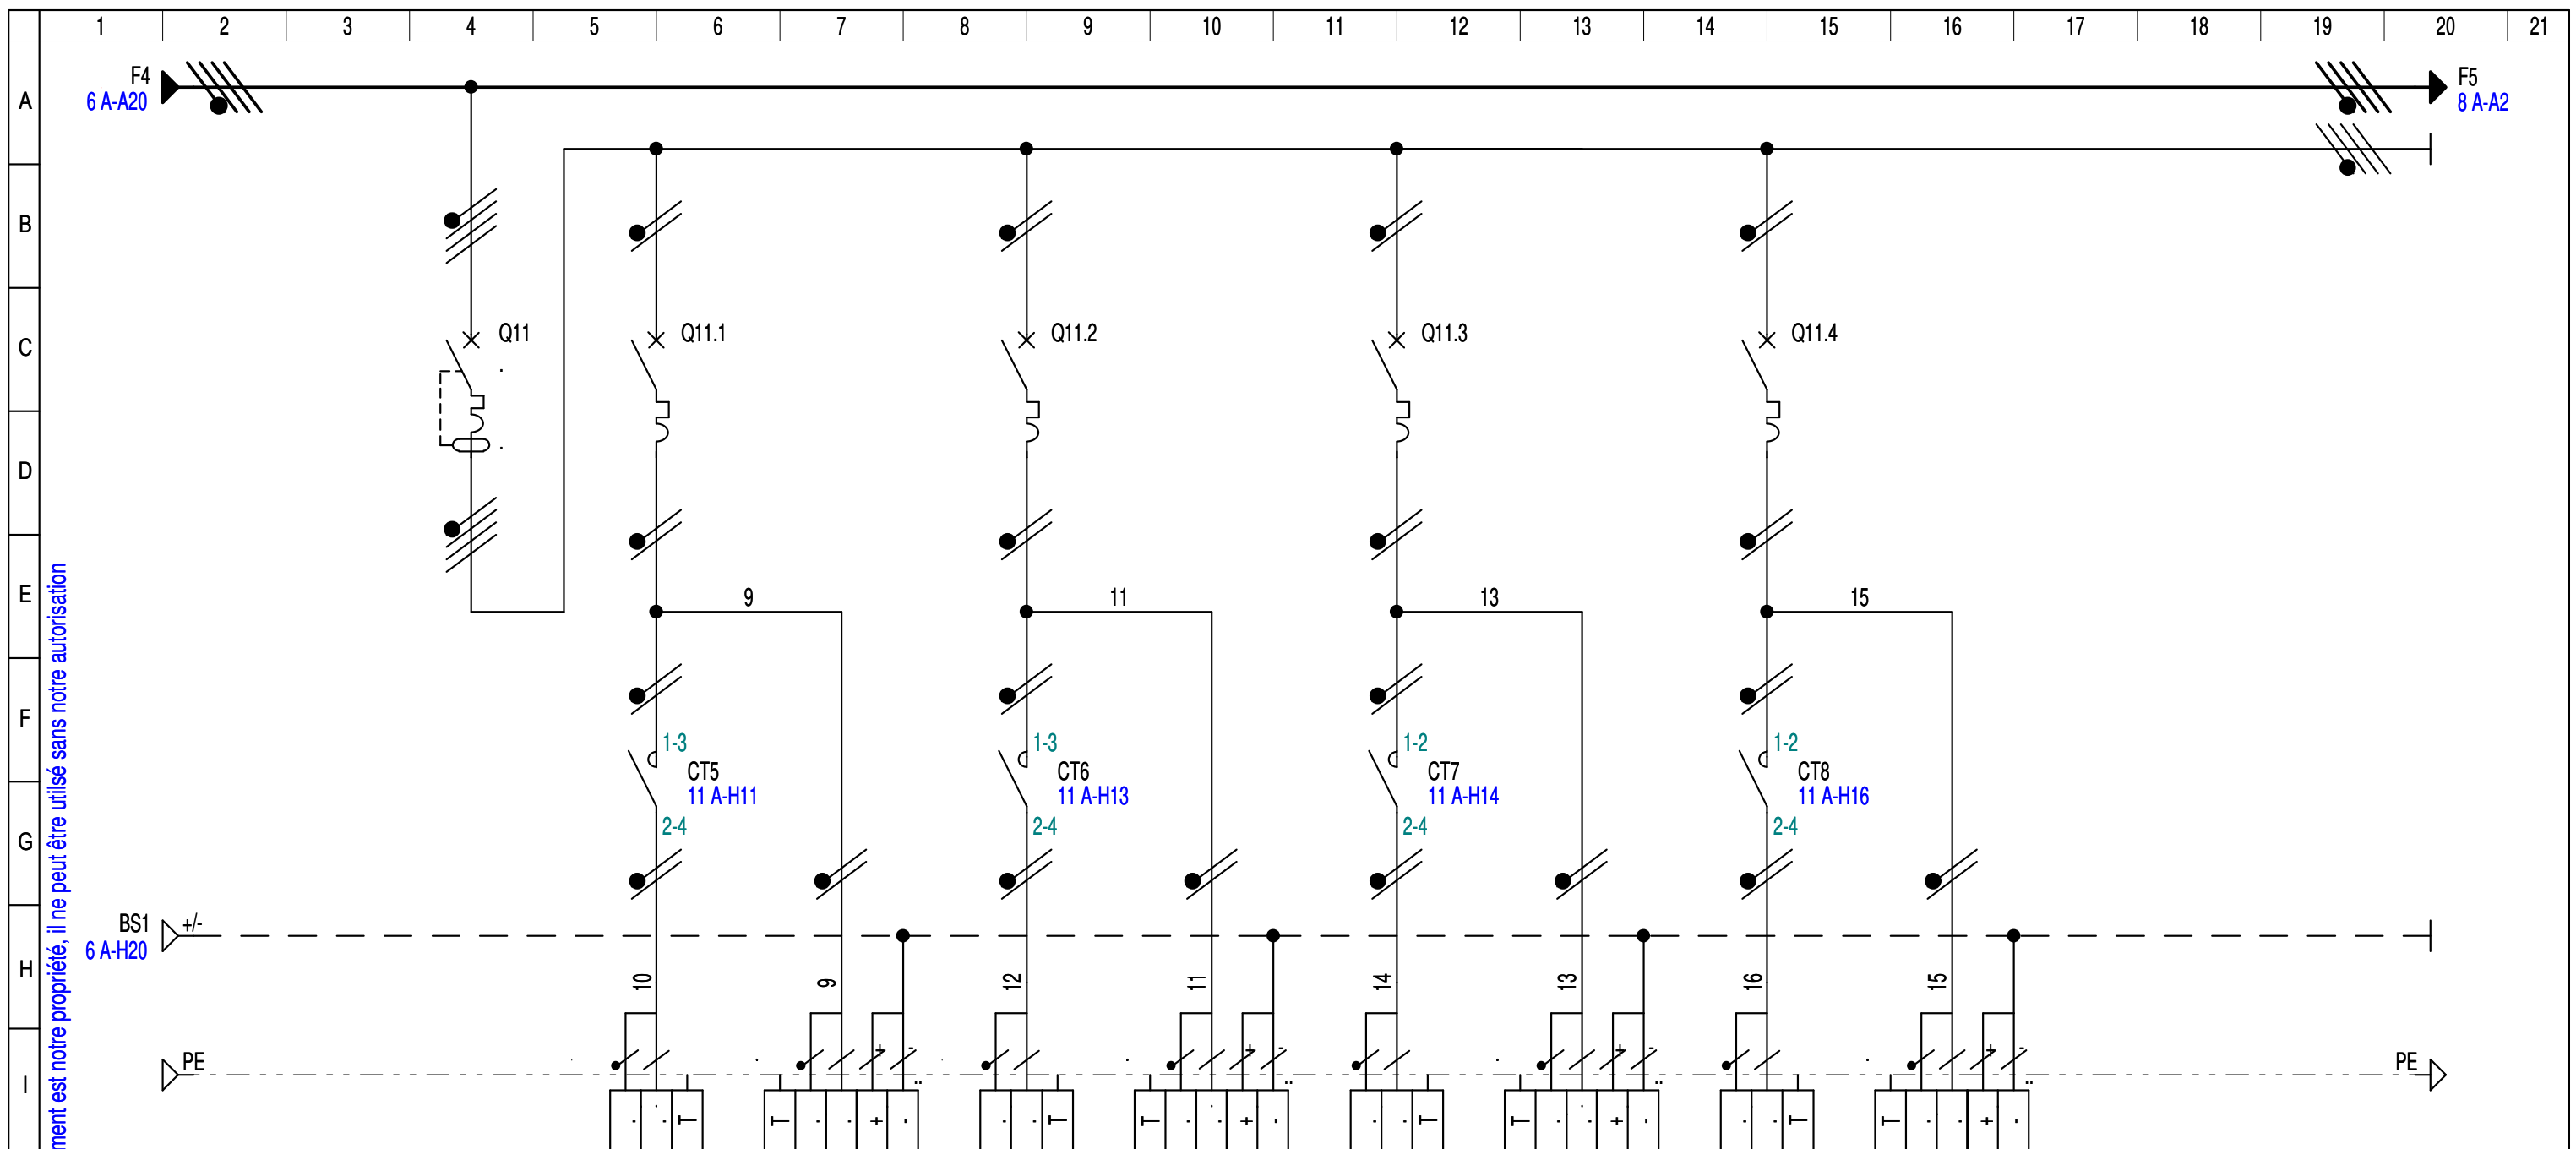 1 2 3 4 5 6 7 8 9 10 11 12 13 14 15 16 17 18 19 20 21
A
F4
6 A-A20
F5
8 A-A2
B
C
Q11
Q11.1
Q11.2
Q11.3
Q11.4
D
E
9
11
13
15
F
1-3
1-3
1-2
1-2
CT5
11 A-H11
CT6
11 A-H13
CT7
11 A-H14
CT8
11 A-H16
G
2-4
2-4
2-4
2-4
BS1
6 A-H20
+/-
H
10
9
12
11
14
13
16
15
I
PE
+ -
+ -
+ -
+ -
PE
T
T + -
T
T + -
T
T + -
T
T + -
ment est notre propriété, il ne peut être utilsé sans notre autorisation